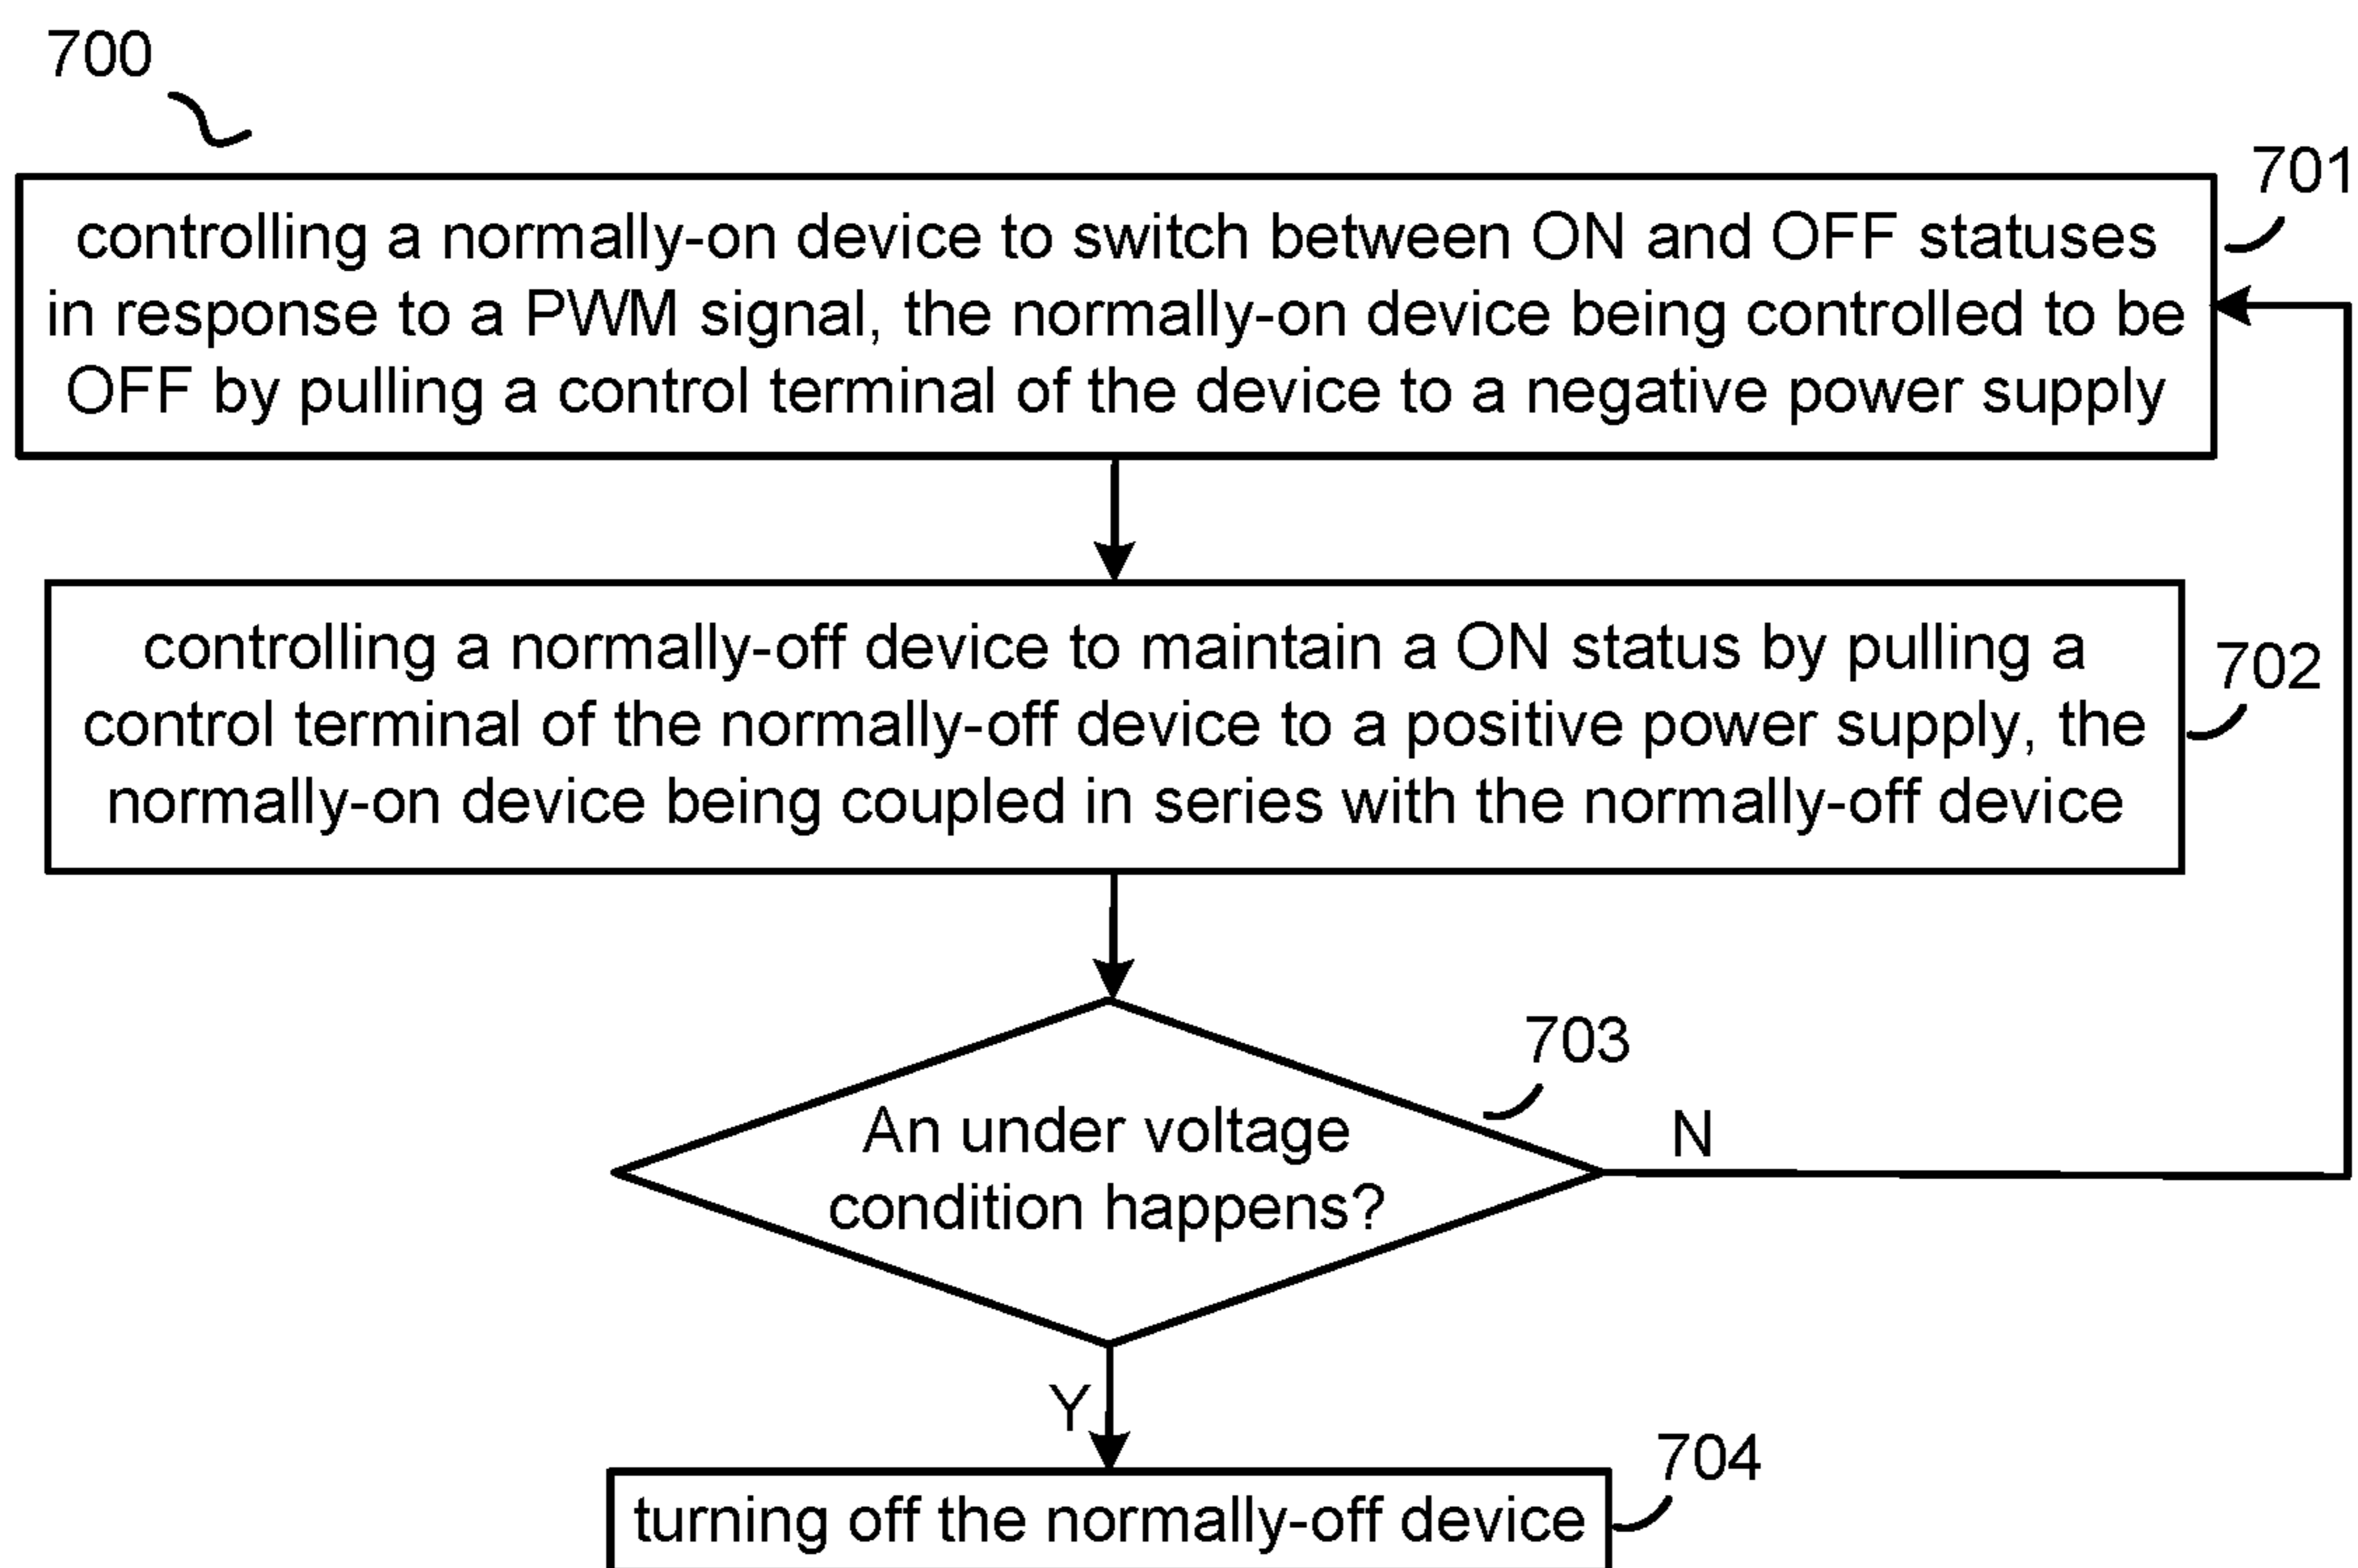 700
701
controlling a normally-on device to switch between ON and OFF statuses
in response to a PWM signal, the normally-on device being controlled to be
OFF by pulling a control terminal of the device to a negative power supply
702
controlling a normally-off device to maintain a ON status by pulling a
control terminal of the normally-off device to a positive power supply, the
normally-on device being coupled in series with the normally-off device
703
An under voltage
condition happens?
N
Y
704
turning off the normally-off device